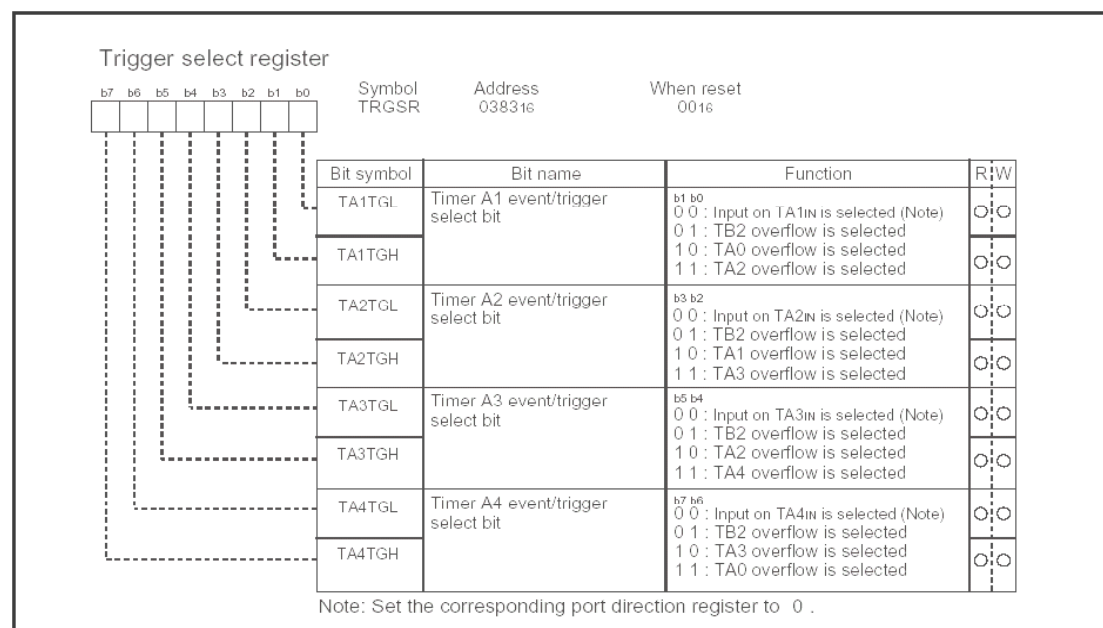 Trigger select register
b7 b6 b5 b4 b3 b2 b1 b0
Symbol Address When reset
TRGSR 038316 0016
Bit symbol Bit name Function R W
TA1TGL Timer A1 event/trigger select bit
b1 b0
0 0 : Input on TA1IN is selected (Note)
0 1 : TB2 overflow is selected
TA1TGH
1 0 : TA0 overflow is selected
1 1 : TA2 overflow is selected
TA2TGL Timer A2 event/trigger select bit
b3 b2
0 0 : Input on TA2IN is selected (Note)
0 1 : TB2 overflow is selected
TA2TGH
1 0 : TA1 overflow is selected
1 1 : TA3 overflow is selected
TA3TGL Timer A3 event/trigger select bit
b5 b4
0 0 : Input on TA3IN is selected (Note)
0 1 : TB2 overflow is selected
TA3TGH
1 0 : TA2 overflow is selected
1 1 : TA4 overflow is selected
TA4TGL Timer A4 event/trigger select bit
b7 b6
0 0 : Input on TA4IN is selected (Note)
0 1 : TB2 overflow is selected
TA4TGH
1 0 : TA3 overflow is selected
1 1 : TA0 overflow is selected
Note: Set the corresponding port direction register to 0 .